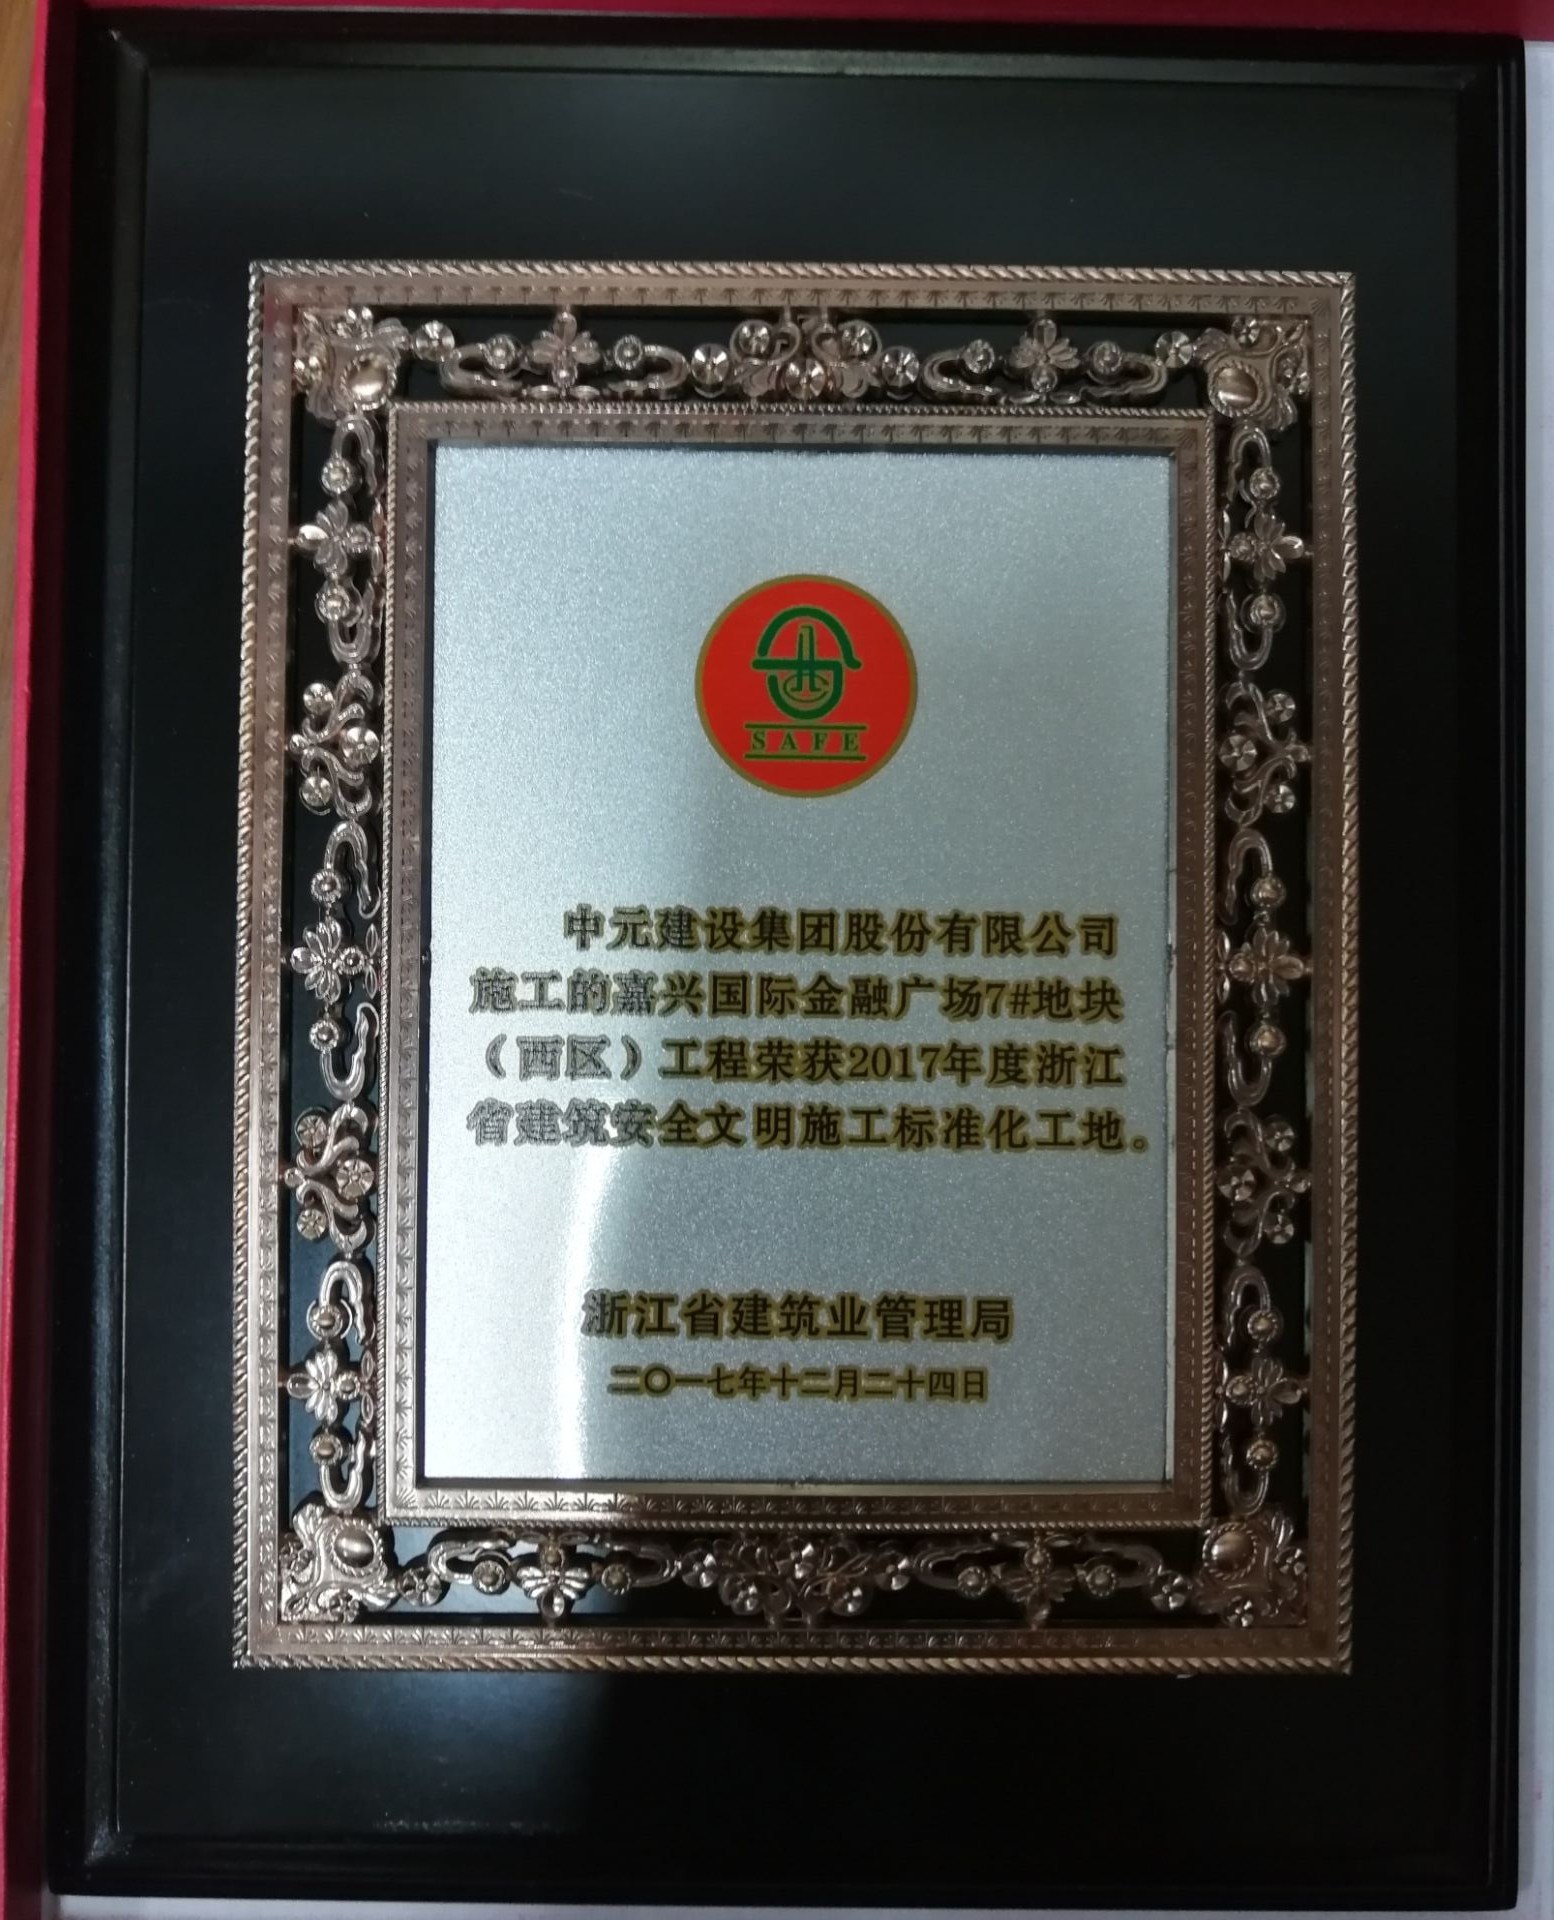 SAFE
中元建设集团股份有限公司
施工的嘉兴国际金融广场7#地块
（西区）工程荣获2017年度浙江
省建筑安全文明施工标准化工地。
浙江省建筑业管理局
二〇一七年十二月二十四日